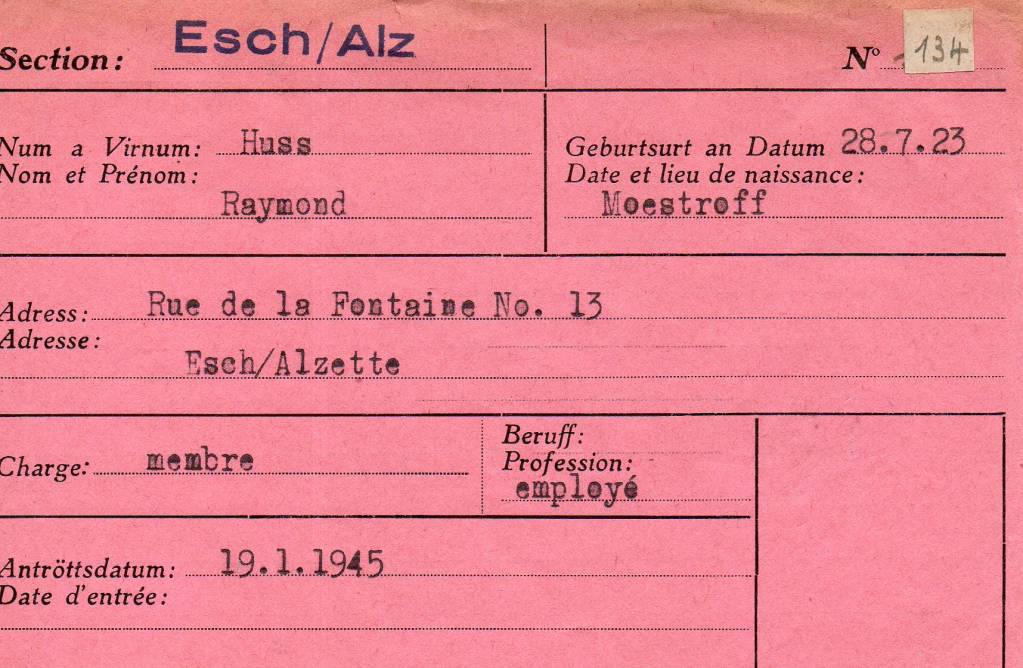 Section: Esch/Alz
N° 134
Num a Virnum: Huss
Nom et Prénom:
Raymond
Geburtsurt an Datum 28.7.23
Date et lieu de naissance:
Moestroff
Adress: Rue de la Fontaine No. 13
Adresse:
Esch/Alzette
Charge: membre
Beruff:
Profession:
employé
Antröttsdatum: 19.1.1945
Date d'entrée: